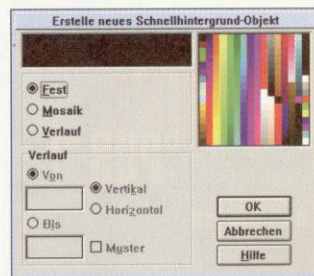 Erstelle neues Schnellhintergrund-Objekt
Fest
Mosaik
Verlauf
Verlauf
Von
Vertikal
Horizontal
Bis
Muster
OK
Abbrechen
Hilfe